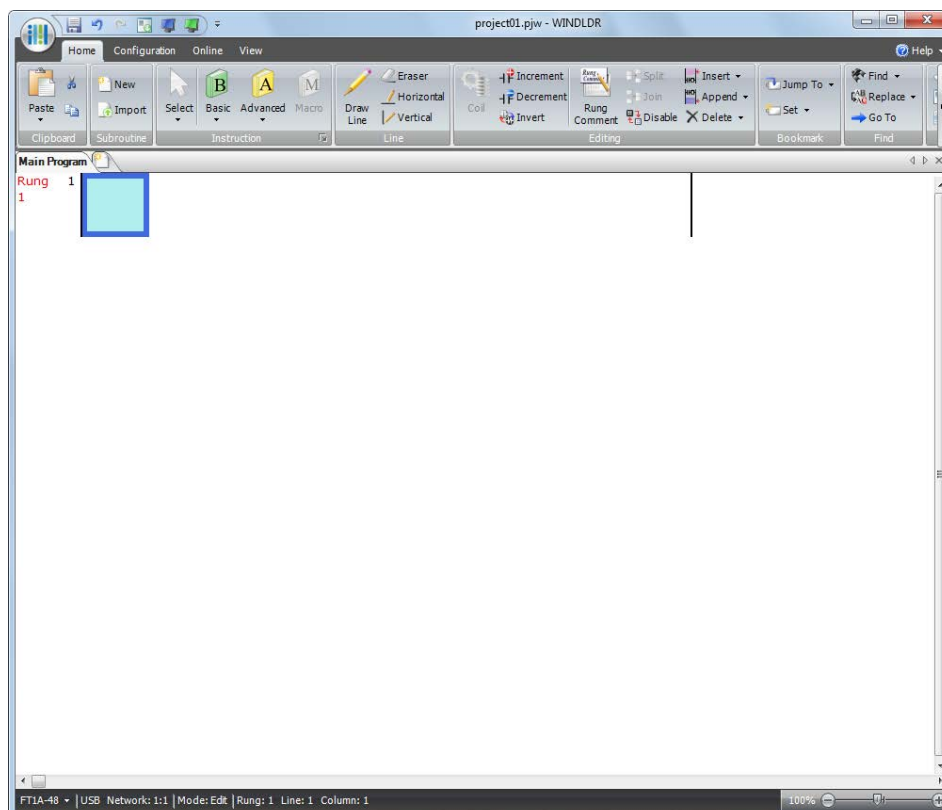 project01.pjw - WINDLDR
Home Configuration Online View Help
Paste
New
Import
Select Basic Advanced Macro
B A M
Draw Line
Eraser
Horizontal
Vertical
Coil
Increment
Decrement
Invert
Rung Comment
Split
Join
Disable
Insert
Append
Delete
Jump To
Set
Find
Replace
Go To
Clipboard Subroutine Instruction Line Editing Bookmark Find
Main Program
Rung 1
1
FT1A-48 USB Network: 1:1 Mode: Edit Rung: 1 Line: 1 Column: 1 100%